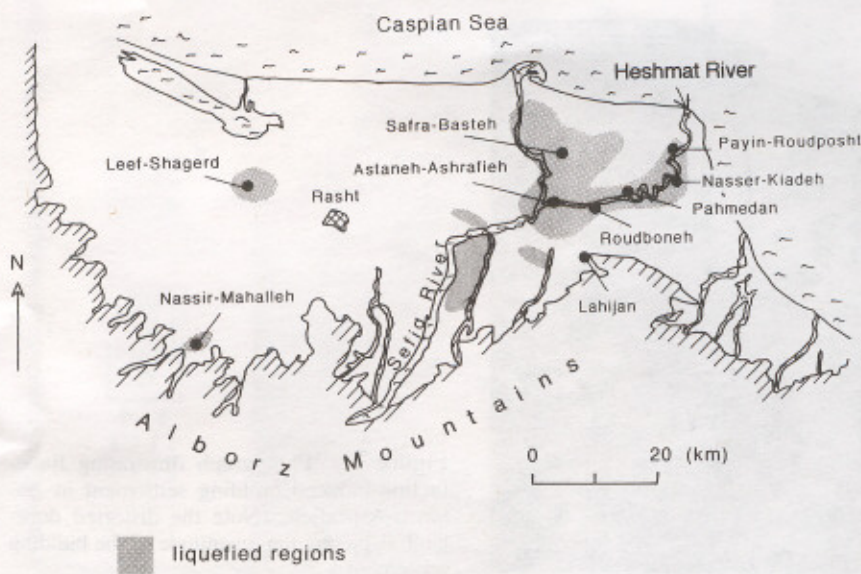 Caspian Sea
Heshmat River
Safra-Basteh
Payin-Roudposht
Leef-Shagerd
Astaneh-Ashrafieh
Nasser-Kiadeh
Rasht
Pahmedan
Roudboneh
N
Nassir-Mahalleh
Lahijan
Sefid River
Alborz Mountains
0 20 (km)
liquefied regions